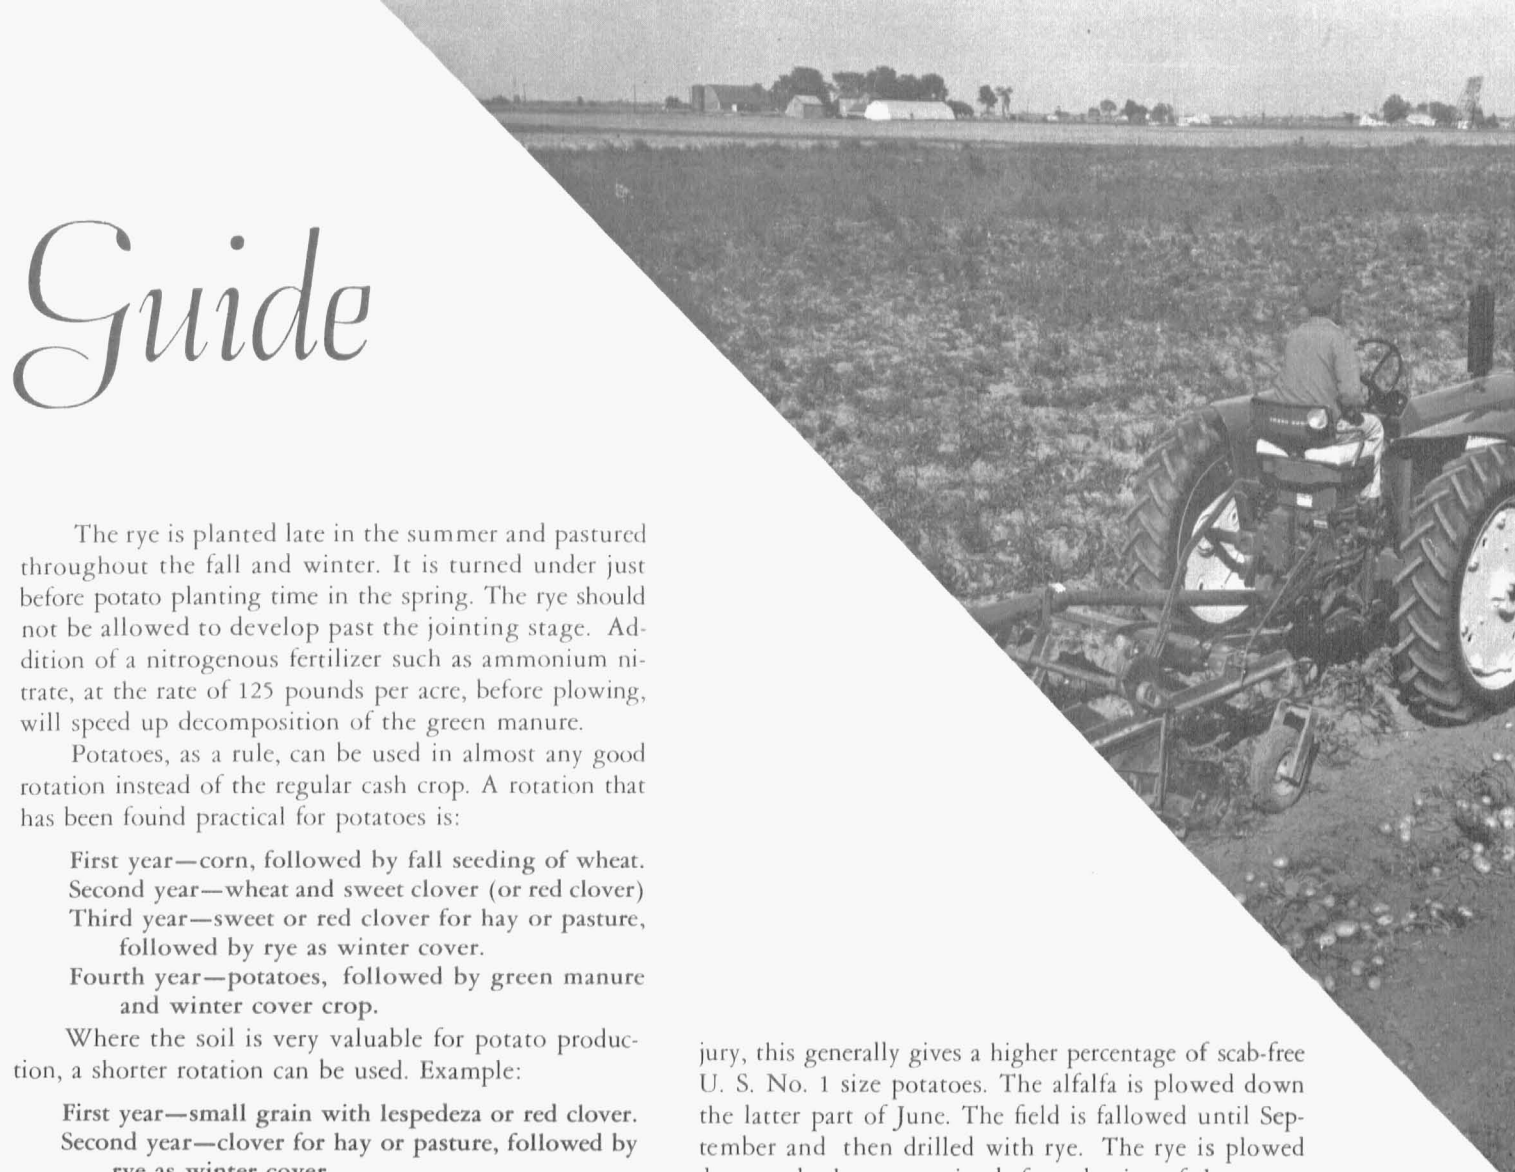 Guide
The rye is planted late in the summer and pastured
throughout the fall and winter. It is turned under just
before potato planting time in the spring. The rye should
not be allowed to develop past the jointing stage. Ad-
dition of a nitrogenous fertilizer such as ammonium ni-
trate, at the rate of 125 pounds per acre, before plowing,
will speed up decomposition of the green manure.
Potatoes, as a rule, can be used in almost any good
rotation instead of the regular cash crop. A rotation that
has been found practical for potatoes is:
First year—corn, followed by fall seeding of wheat.
Second year—wheat and sweet clover (or red clover)
Third year—sweet or red clover for hay or pasture,
followed by rye as winter cover.
Fourth year—potatoes, followed by green manure
and winter cover crop.
Where the soil is very valuable for potato produc-
tion, a shorter rotation can be used. Example:
First year—small grain with lespedeza or red clover.
Second year—clover for hay or pasture, followed by
rye as winter cover.
jury, this generally gives a higher percentage of scab-free
U. S. No. 1 size potatoes. The alfalfa is plowed down
the latter part of June. The field is fallowed until Sep-
tember and then drilled with rye. The rye is plowed